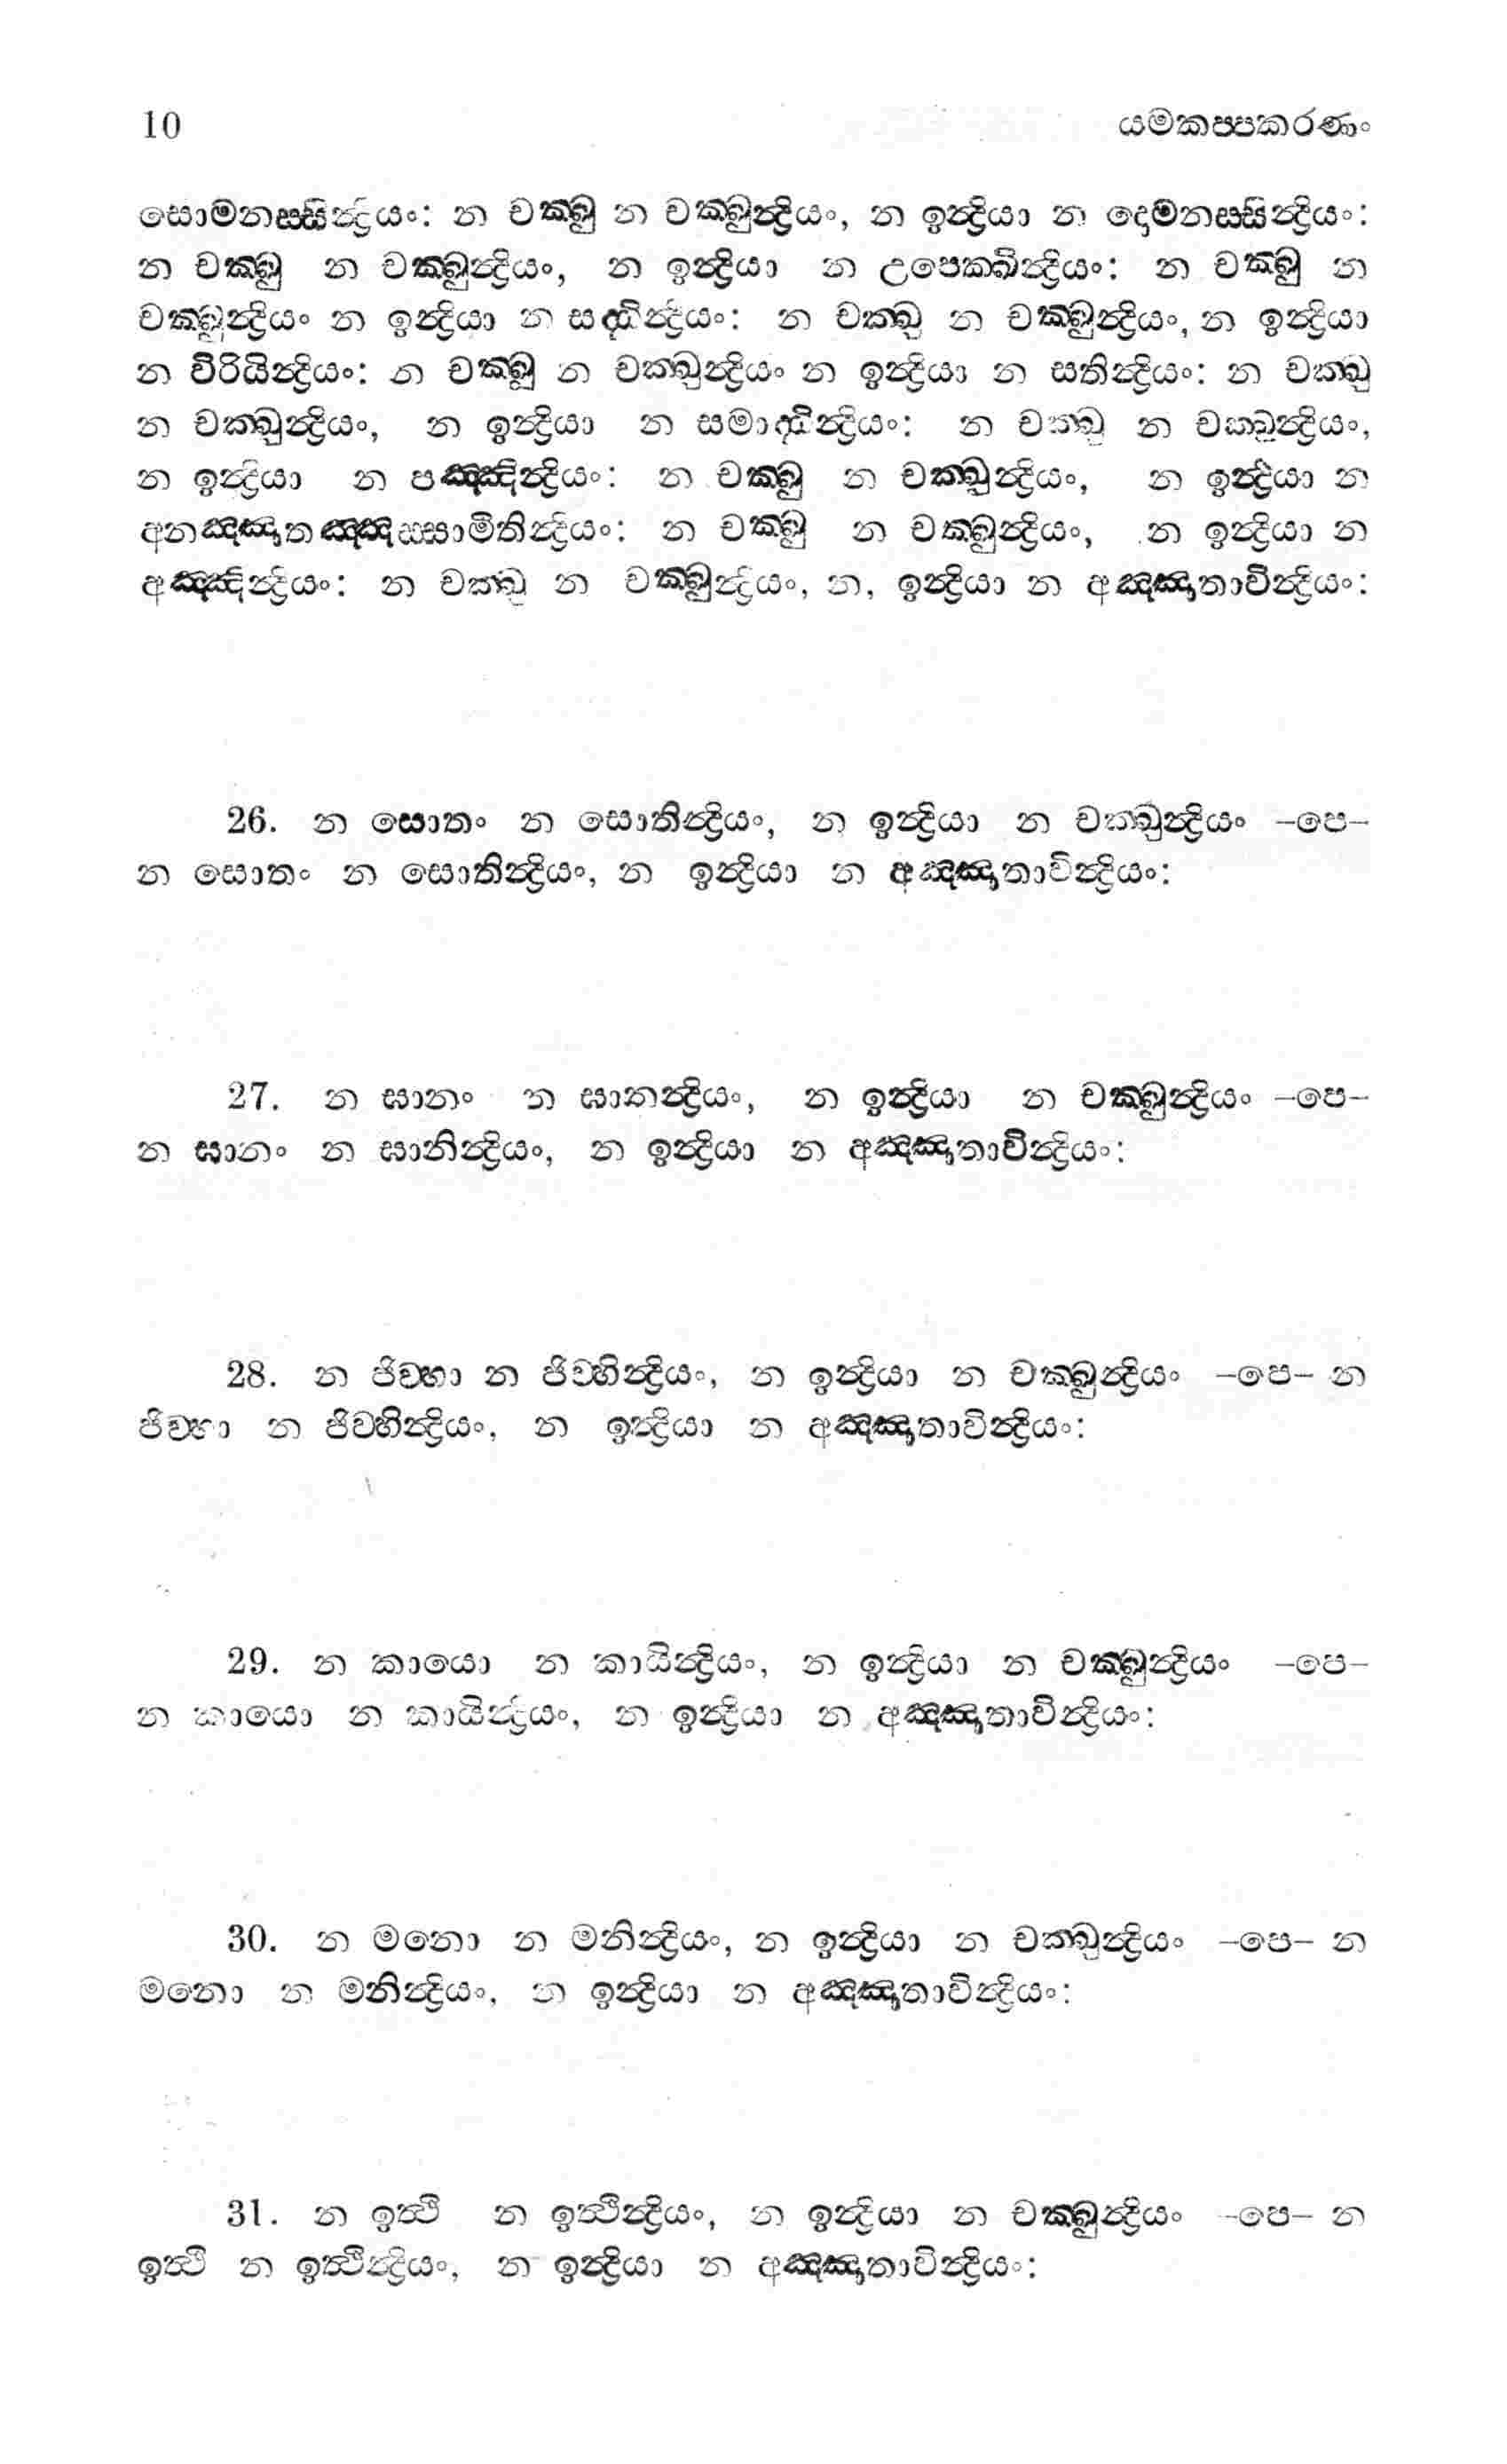 10 යමකප්පකරණං
සොමනස්සින්ද්‍රියං: න චක්ඛු න චක්ඛුන්ද්‍රියං, න ඉන්ද්‍රියා න දොමනස්සින්ද්‍රියං:
න චක්ඛු න චක්ඛුන්ද්‍රියං, න ඉන්ද්‍රියා න උපෙක්ඛින්ද්‍රියං: න චක්ඛු න
චක්ඛුන්ද්‍රියං න ඉන්ද්‍රියා න සද්ධින්ද්‍රියං: න චක්ඛු න චක්ඛුන්ද්‍රියං, න ඉන්ද්‍රියා
න විරියින්ද්‍රියං: න චක්ඛු න චක්ඛුන්ද්‍රියං න ඉන්ද්‍රියා න සතින්ද්‍රියං: න චක්ඛු
න චක්ඛුන්ද්‍රියං, න ඉන්ද්‍රියා න සමාධින්ද්‍රියං: න චක්ඛු න චක්ඛුන්ද්‍රියං,
න ඉන්ද්‍රියා න පඤ්ඤින්ද්‍රියං: න චක්ඛු න චක්ඛුන්ද්‍රියං, න ඉන්ද්‍රියා න
අනඤ්ඤාතඤ්ඤස්සාමිතින්ද්‍රියං: න චක්ඛු න චක්ඛුන්ද්‍රියං, න ඉන්ද්‍රියා න
අඤ්ඤින්ද්‍රියං: න චක්ඛු න චක්ඛුන්ද්‍රියං, න, ඉන්ද්‍රියා න අඤ්ඤාතාවින්ද්‍රියං:
26. න සොතං න සොතින්ද්‍රියං, න ඉන්ද්‍රියා න චක්ඛුන්ද්‍රියං –පෙ–
න සොතං න සොතින්ද්‍රියං, න ඉන්ද්‍රියා න අඤ්ඤාතාවින්ද්‍රියං:
27. න ඝානං න ඝානන්ද්‍රියං, න ඉන්ද්‍රියා න චක්ඛුන්ද්‍රියං –පෙ–
න ඝානං න ඝානින්ද්‍රියං, න ඉන්ද්‍රියා න අඤ්ඤාතාවින්ද්‍රියං:
28. න ජිව්හා න ජිව්හින්ද්‍රියං, න ඉන්ද්‍රියා න චක්ඛුන්ද්‍රියං –පෙ– න
ජිව්හා න ජිව්හින්ද්‍රියං, න ඉන්ද්‍රියා න අඤ්ඤාතාවින්ද්‍රියං:
29. න කායො න කායින්ද්‍රියං, න ඉන්ද්‍රියා න චක්ඛුන්ද්‍රියං –පෙ–
න කායො න කායින්ද්‍රියං, න ඉන්ද්‍රියා න අඤ්ඤාතාවින්ද්‍රියං:
30. න මනො න මනින්ද්‍රියං, න ඉන්ද්‍රියා න චක්ඛුන්ද්‍රියං –පෙ– න
මනො න මනින්ද්‍රියං, න ඉන්ද්‍රියා න අඤ්ඤාතාවින්ද්‍රියං:
31. න ඉත්ථි න ඉත්ථින්ද්‍රියං, න ඉන්ද්‍රියා න චක්ඛුන්ද්‍රියං –පෙ– න
ඉත්ථි න ඉත්ථින්ද්‍රියං, න ඉන්ද්‍රියා න අඤ්ඤාතාවින්ද්‍රියං: